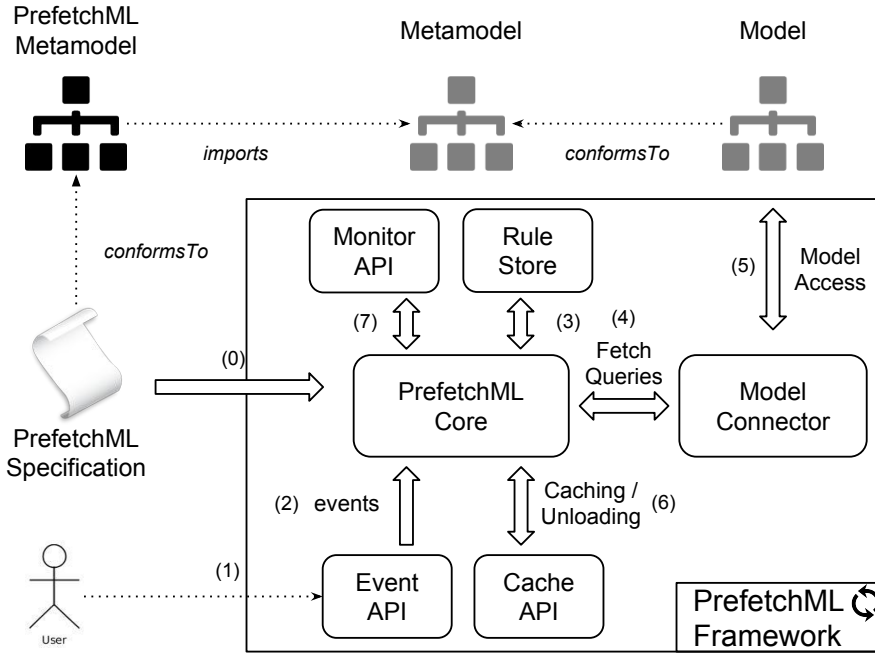 PrefetchML
Metamodel
Metamodel
Model
imports
conformsTo
conformsTo
Monitor
API
Rule
Store
(5)
Model
Access
(7)
(3)
(4)
Fetch
Queries
(0)
PrefetchML
Core
Model
Connector
PrefetchML
Specification
(2)
events
Caching /
Unloading
(6)
(1)
Event
API
Cache
API
User
PrefetchML
Framework